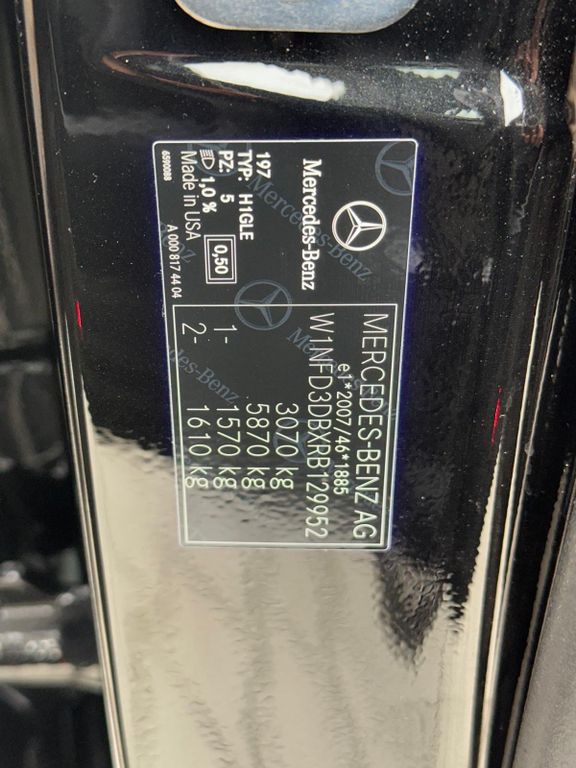 Mercedes-Benz
197
TYP: H1GLE
PZ: 5
1,0 % 0,50
Made in USA
6590088
A 000 817 44 04
MERCEDES-BENZ AG
e1*2007/46*1885
W1NFD3DBXRB129952
3070 kg
5870 kg
1- 1570 kg
2- 1610 kg